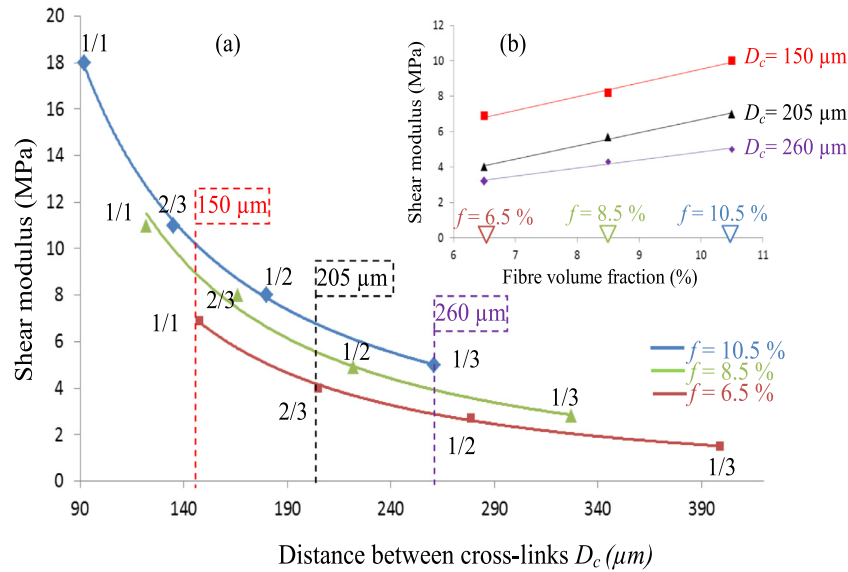 (a)
Shear modulus (MPa)
20
18
16
14
12
10
8
6
4
2
0
90
140
190
240
290
340
390
Distance between cross-links Dc (µm)
1/1
2/3
1/2
1/3
1/1
2/3
1/2
1/3
1/1
2/3
1/2
1/3
150 µm
205 µm
260 µm
f = 10.5 %
f = 8.5 %
f = 6.5 %
(b)
Shear modulus (MPa)
12
10
8
6
4
2
0
Dc= 150 µm
Dc= 205 µm
Dc= 260 µm
f = 6.5 %
f = 8.5 %
f = 10.5 %
6
7
8
9
10
11
Fibre volume fraction (%)